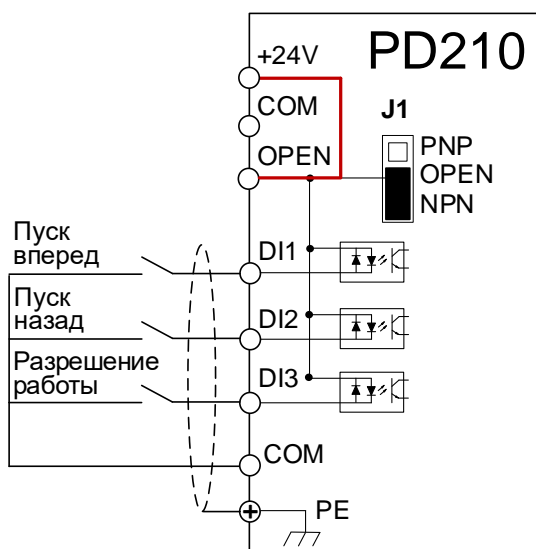 PD210
+24V
COM
OPEN
J1
PNP
OPEN
NPN
Пуск
вперед
DI1
Пуск
назад
DI2
Разрешение
работы
DI3
COM
PE